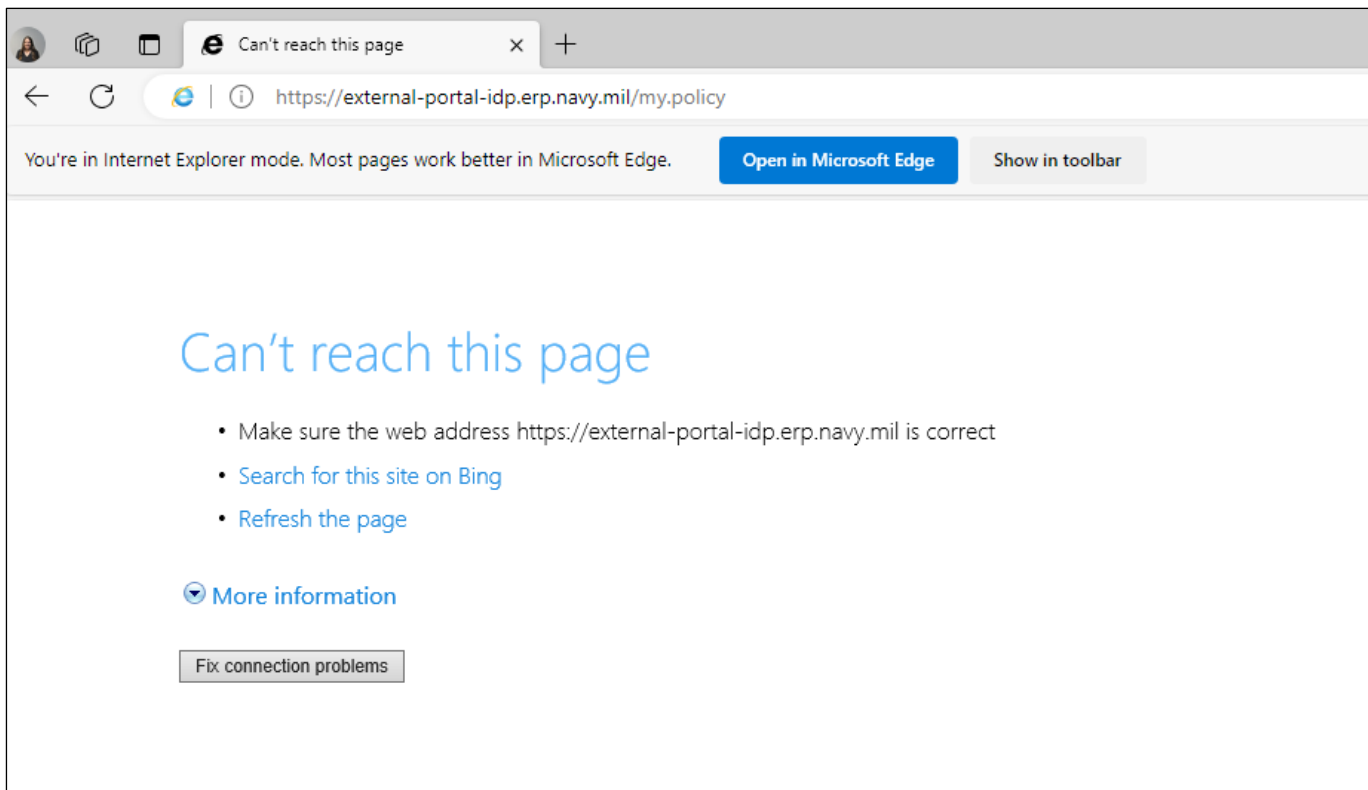 Can't reach this page
https://external-portal-idp.erp.navy.mil/my.policy
You're in Internet Explorer mode. Most pages work better in Microsoft Edge. Open in Microsoft Edge Show in toolbar
Can't reach this page
• Make sure the web address https://external-portal-idp.erp.navy.mil is correct
• Search for this site on Bing
• Refresh the page
More information
Fix connection problems